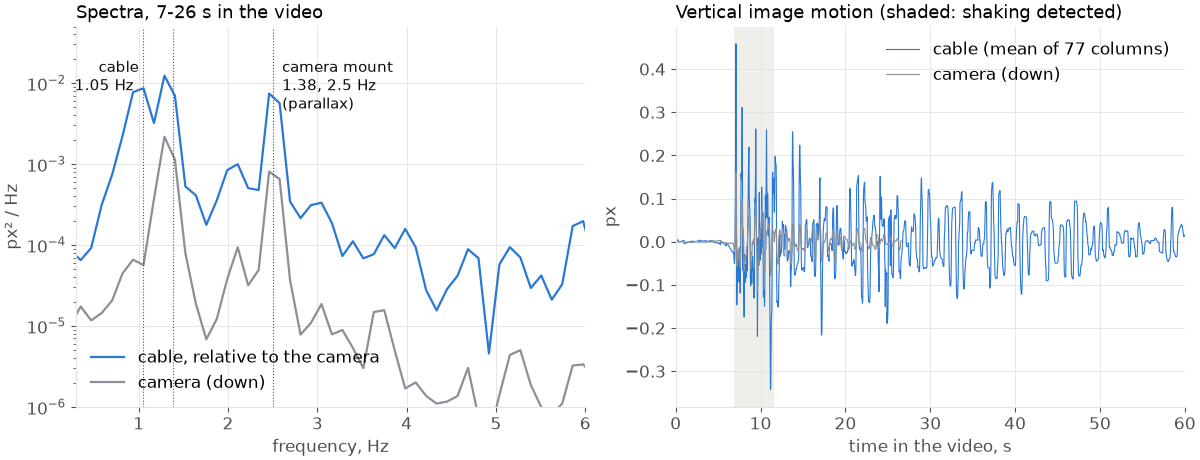 Spectra, 7-26 s in the video
cable
1.05 Hz
camera mount
1.38, 2.5 Hz
(parallax)
10⁻²
10⁻³
10⁻⁴
10⁻⁵
10⁻⁶
px² / Hz
cable, relative to the camera
camera (down)
1 2 3 4 5 6
frequency, Hz
Vertical image motion (shaded: shaking detected)
cable (mean of 77 columns)
camera (down)
0.4
0.3
0.2
0.1
0.0
−0.1
−0.2
−0.3
px
0 10 20 30 40 50 60
time in the video, s